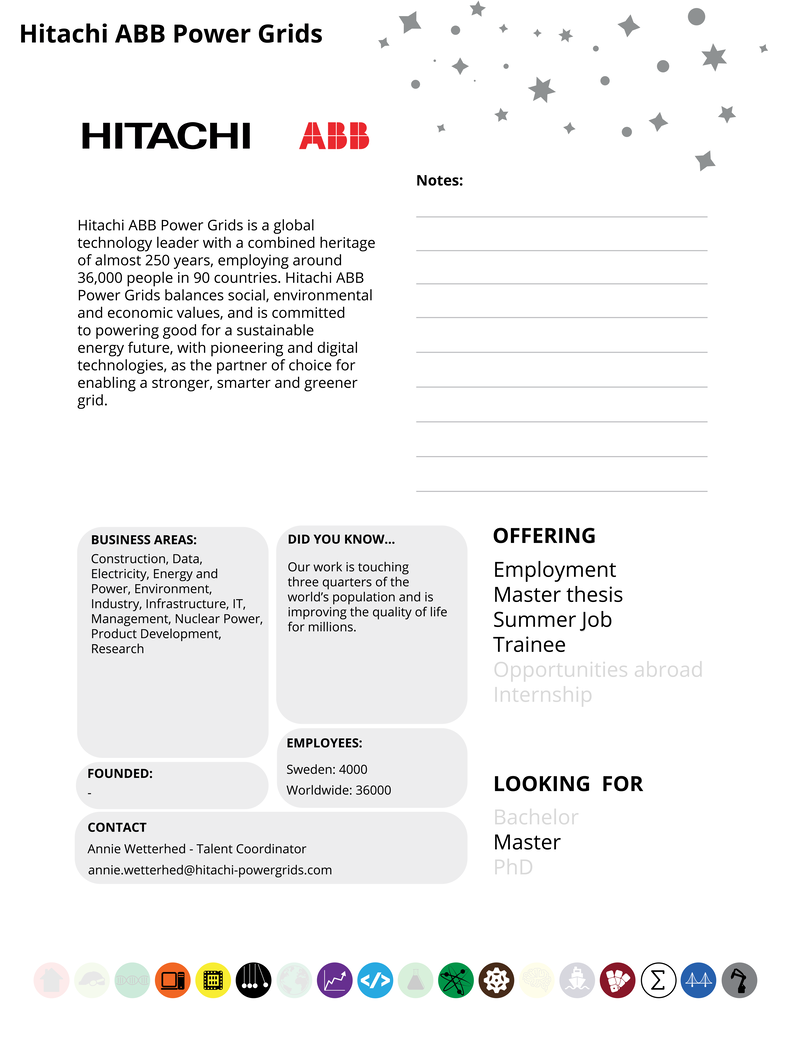 Hitachi ABB Power Grids
HITACHI ABB
Notes:
Hitachi ABB Power Grids is a global
technology leader with a combined heritage
of almost 250 years, employing around
36,000 people in 90 countries. Hitachi ABB
Power Grids balances social, environmental
and economic values, and is committed
to powering good for a sustainable
energy future, with pioneering and digital
technologies, as the partner of choice for
enabling a stronger, smarter and greener
grid.
BUSINESS AREAS:
Construction, Data,
Electricity, Energy and
Power, Environment,
Industry, Infrastructure, IT,
Management, Nuclear Power,
Product Development,
Research
DID YOU KNOW...
Our work is touching
three quarters of the
world’s population and is
improving the quality of life
for millions.
FOUNDED:
-
EMPLOYEES:
Sweden: 4000
Worldwide: 36000
CONTACT
Annie Wetterhed - Talent Coordinator
annie.wetterhed@hitachi-powergrids.com
OFFERING
Employment
Master thesis
Summer Job
Trainee
Opportunities abroad
Internship
LOOKING FOR
Bachelor
Master
PhD